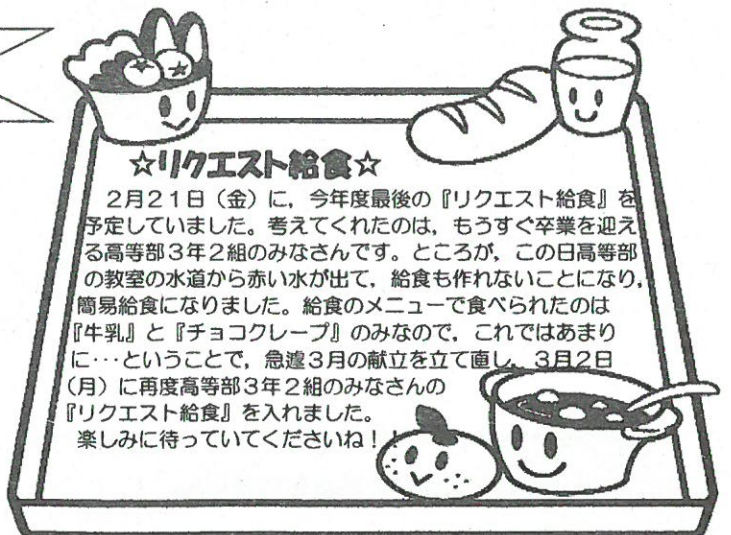 ☆リクエスト給食☆
2月21日（金）に，今年度最後の『リクエスト給食』を
予定していました。考えてくれたのは，もうすぐ卒業を迎え
る高等部3年2組のみなさんです。ところが，この日高等部
の教室の水道から赤い水が出て，給食も作れないことになり，
簡易給食になりました。給食のメニューで食べられたのは
『牛乳』と『チョコクレープ』のみなので，これではあまり
に・・・ということで，急遽3月の献立を立て直し，3月2日
（月）に再度高等部3年2組のみなさんの
『リクエスト給食』を入れました。
楽しみに待っていてくださいね！！